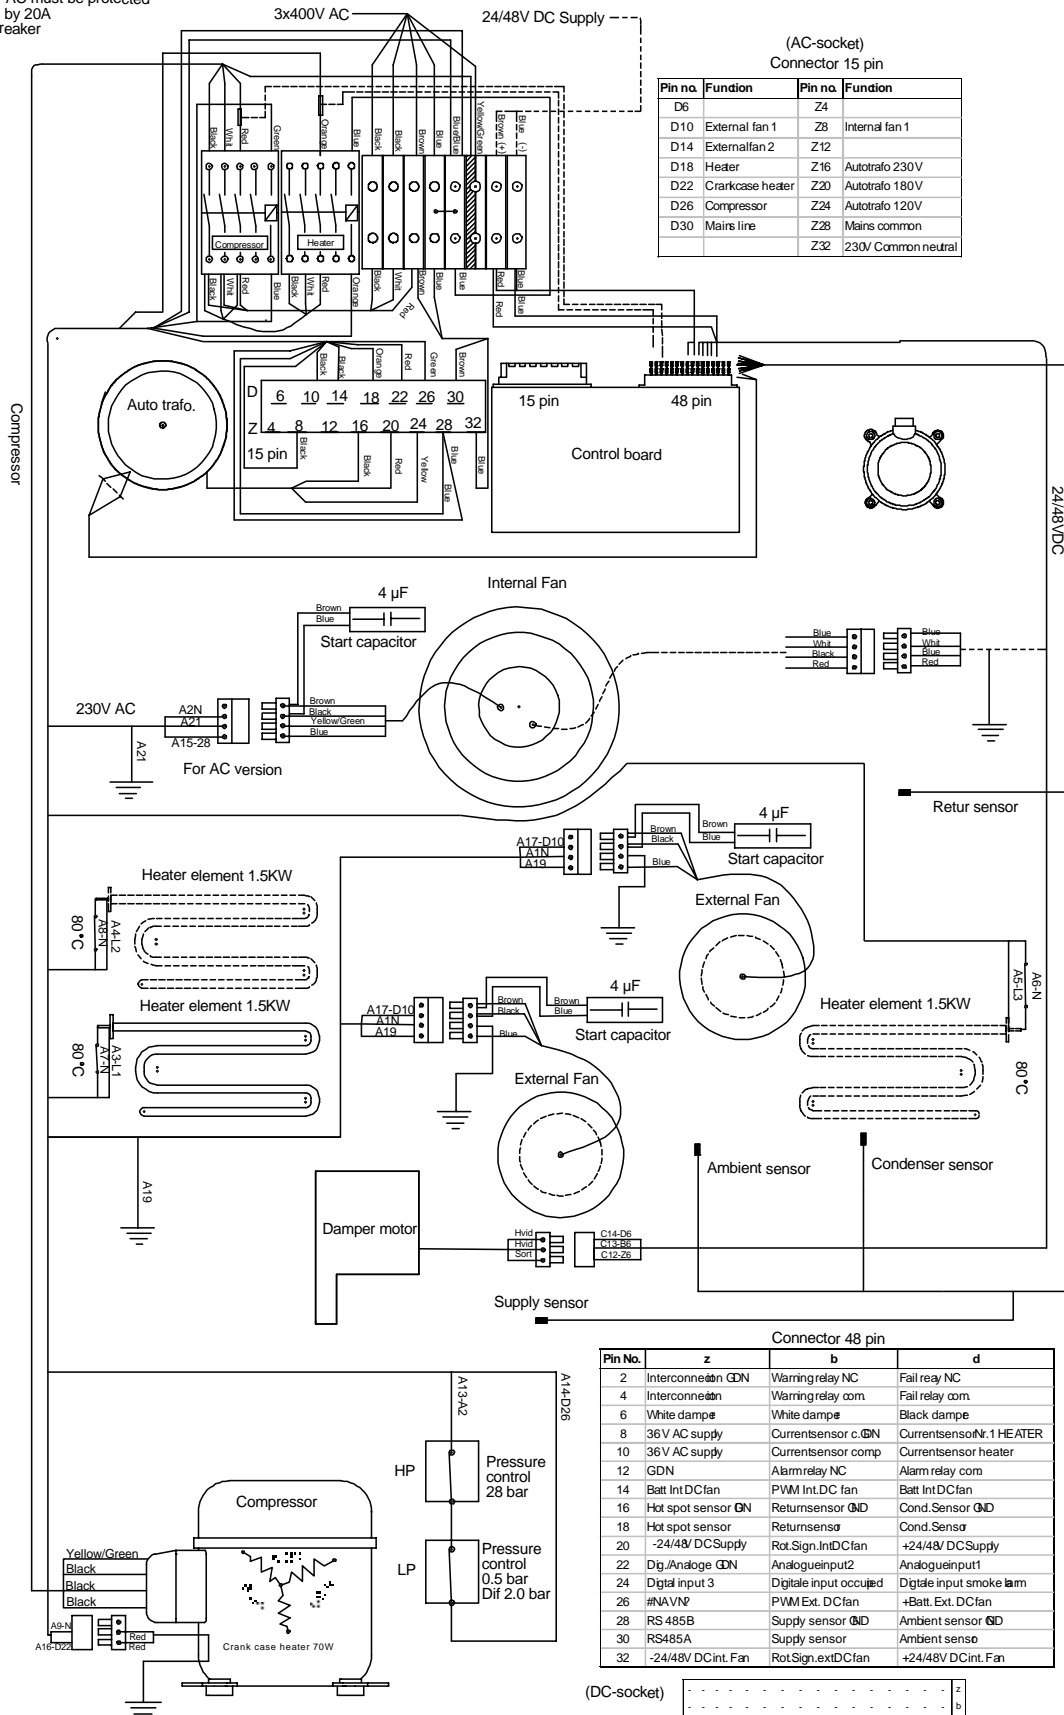 AC must be protected
by 20A
reaker
3x400V AC
24/48V DC Supply
(AC-socket)
Connector 15 pin
Pin no. Function Pin no. Function
D6 Z4
D10 External fan 1 Z8 Internal fan 1
D14 Externalfan 2 Z12
D18 Heater Z16 Autotrafo 230V
D22 Crankcase heater Z20 Autotrafo 180V
D26 Compressor Z24 Autotrafo 120V
D30 Mains line Z28 Mains common
Z32 230V Common neutral
Black Whit Red Green Orange Blue Black Black Brown Blue Blue/Blue Yellow/Green Brown (+) Blue (-)
Compressor
Heater
Black Whit Red Blue Black Whit Red Orange Black Whit Red Brown Blue Blue Red Blue
Red Blue
Black Black Orange Red Green Brown
D 6 10 14 18 22 26 30
Z 4 8 12 16 20 24 28 32
15 pin
Black Black Red Yellow Blue Blue Blue
Auto trafo.
15 pin
48 pin
Control board
Compressor
24/48VDC
Internal Fan
4 µF
Brown
Blue
Start capacitor
230V AC
A2N
A21
A15-28
Brown
Black
Yellow/Green
Blue
A21
For AC version
Blue
Whit
Black
Red
Blue
Whit
Blue
Red
Retur sensor
4 µF
Brown
Blue
Start capacitor
A17-D10
A1N
A19
Brown
Black
Blue
External Fan
Heater element 1.5KW
80°C
A8-N
A4-L2
Heater element 1.5KW
80°C
A7-N
A3-L1
A17-D10
A1N
A19
Brown
Black
Blue
Brown
Blue
4 µF
Start capacitor
External Fan
Heater element 1.5KW
A5-L3
A6-N
80°C
A19
Ambient sensor
Condenser sensor
Damper motor
Hvid
Hvid
Sort
C14-D6
C13-B6
C12-Z6
Supply sensor
A13-A2
A14-D26
HP
Pressure
control
28 bar
LP
Pressure
control
0.5 bar
Dif 2.0 bar
Compressor
Yellow/Green
Black
Black
Black
A9-N
A16-D22
Red
Red
Crank case heater 70W
Connector 48 pin
Pin No. z b d
2 Interconnection GDN Warning relay NC Fail reay NC
4 Interconnection Warning relay com. Fail relay com.
6 White damper White damper Black damper
8 36V AC supply Currentsensor c.GDN CurrentsensorNr.1 HEATER
10 36V AC supply Currentsensor comp Currentsensor heater
12 GDN Alarm relay NC Alarm relay com
14 Batt Int DC fan PWM Int.DC fan Batt Int DC fan
16 Hot spot sensor GN Returnsensor GND Cond.Sensor GND
18 Hot spot sensor Returnsensor Cond.Sensor
20 -24/48V DC Supply Rot.Sign.IntDC fan +24/48V DC Supply
22 Dig./Analoge GDN Analogueinput2 Analogueinput1
24 Digtal input 3 Digitale input occupied Digtale input smoke larm
26 #NAVN? PWM Ext. DC fan +Batt. Ext. DC fan
28 RS 485B Supply sensor GND Ambient sensor GND
30 RS485A Supply sensor Ambient sensor
32 -24/48V DC int. Fan Rot.Sign.extDC fan +24/48V DC int. Fan
(DC-socket)
z
b